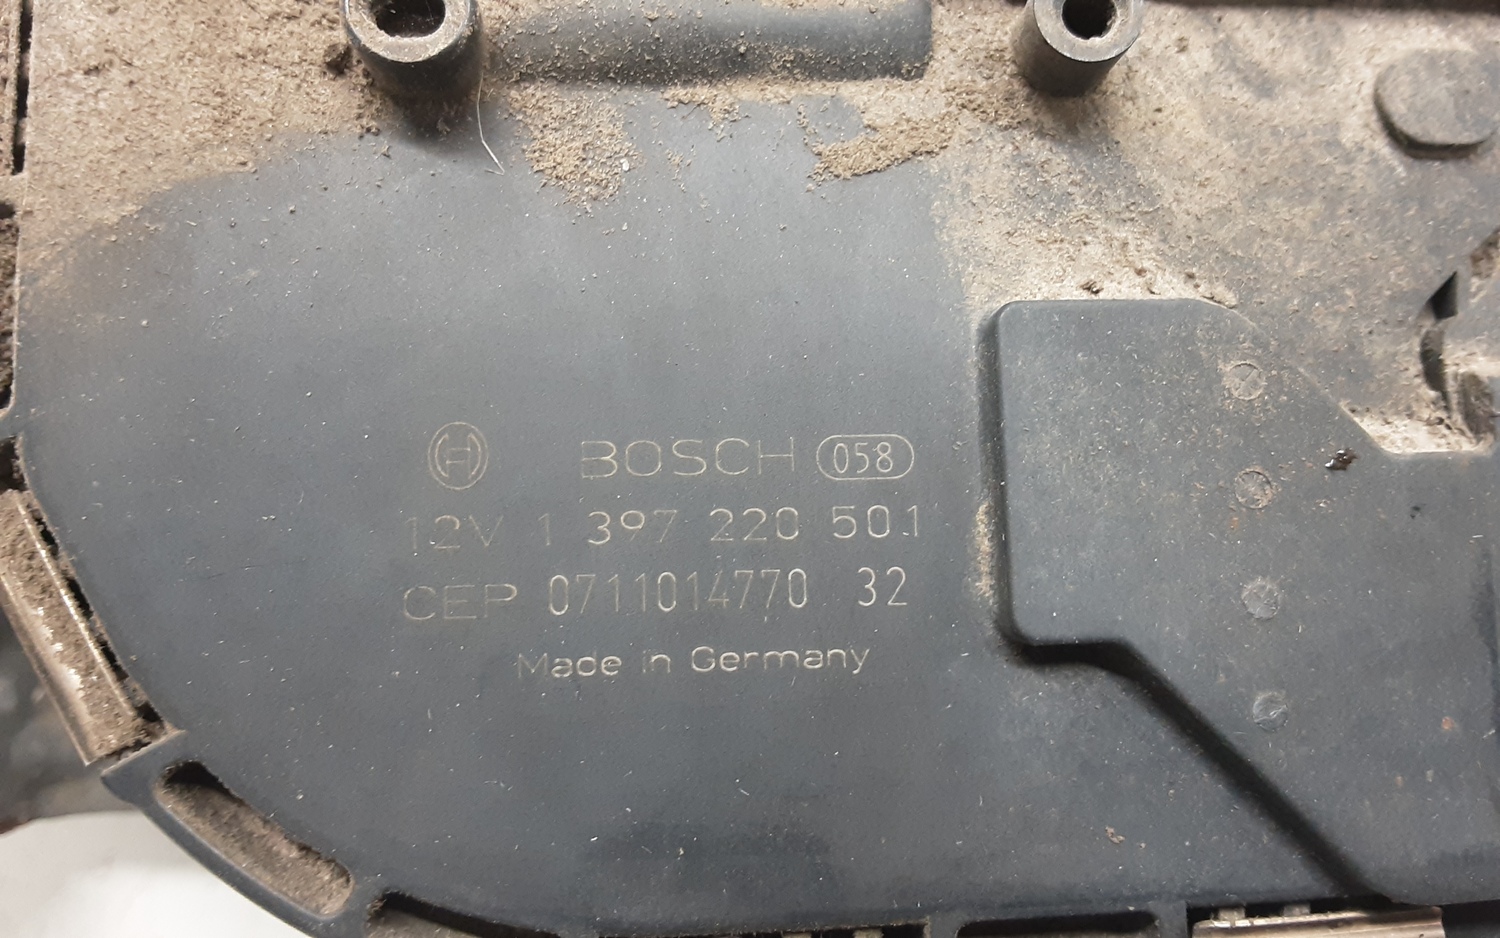 BOSCH 058
12V 1 397 220 501
CEP 0711014770 32
Made in Germany